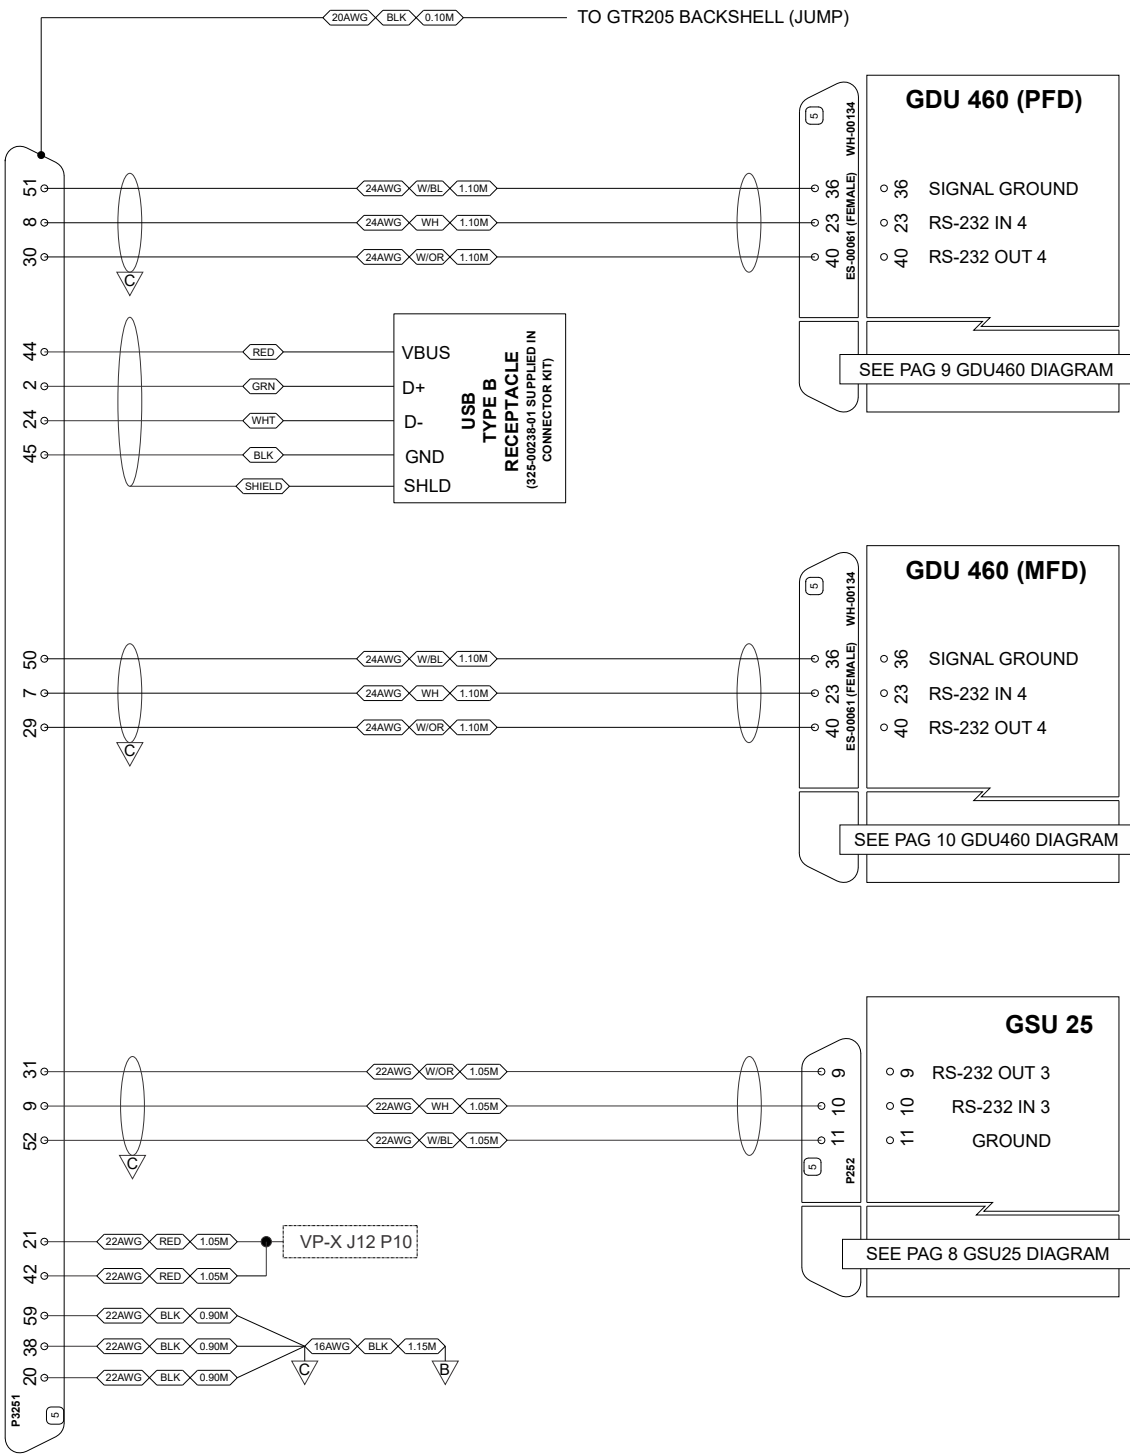 20AWG BLK 0.10M TO GTR205 BACKSHELL (JUMP)
GDU 460 (PFD)
5
WH-00134
ES-00061 (FEMALE)
51 24AWG W/BL 1.10M 36 36 SIGNAL GROUND
8 24AWG WH 1.10M 23 23 RS-232 IN 4
30 24AWG W/OR 1.10M 40 40 RS-232 OUT 4
C
SEE PAG 9 GDU460 DIAGRAM
44 RED VBUS
2 GRN D+
24 WHT D-
45 BLK GND
SHIELD SHLD
USB
TYPE B
RECEPTACLE
(325-00238-01 SUPPLIED IN
CONNECTOR KIT)
GDU 460 (MFD)
5
WH-00134
ES-00061 (FEMALE)
50 24AWG W/BL 1.10M 36 36 SIGNAL GROUND
7 24AWG WH 1.10M 23 23 RS-232 IN 4
29 24AWG W/OR 1.10M 40 40 RS-232 OUT 4
C
SEE PAG 10 GDU460 DIAGRAM
GSU 25
31 22AWG W/OR 1.05M 9 9 RS-232 OUT 3
9 22AWG WH 1.05M 10 10 RS-232 IN 3
52 22AWG W/BL 1.05M 11 11 GROUND
C
5
P252
SEE PAG 8 GSU25 DIAGRAM
21 22AWG RED 1.05M VP-X J12 P10
42 22AWG RED 1.05M
59 22AWG BLK 0.90M
38 22AWG BLK 0.90M 16AWG BLK 1.15M
C B
20 22AWG BLK 0.90M
P3251
5